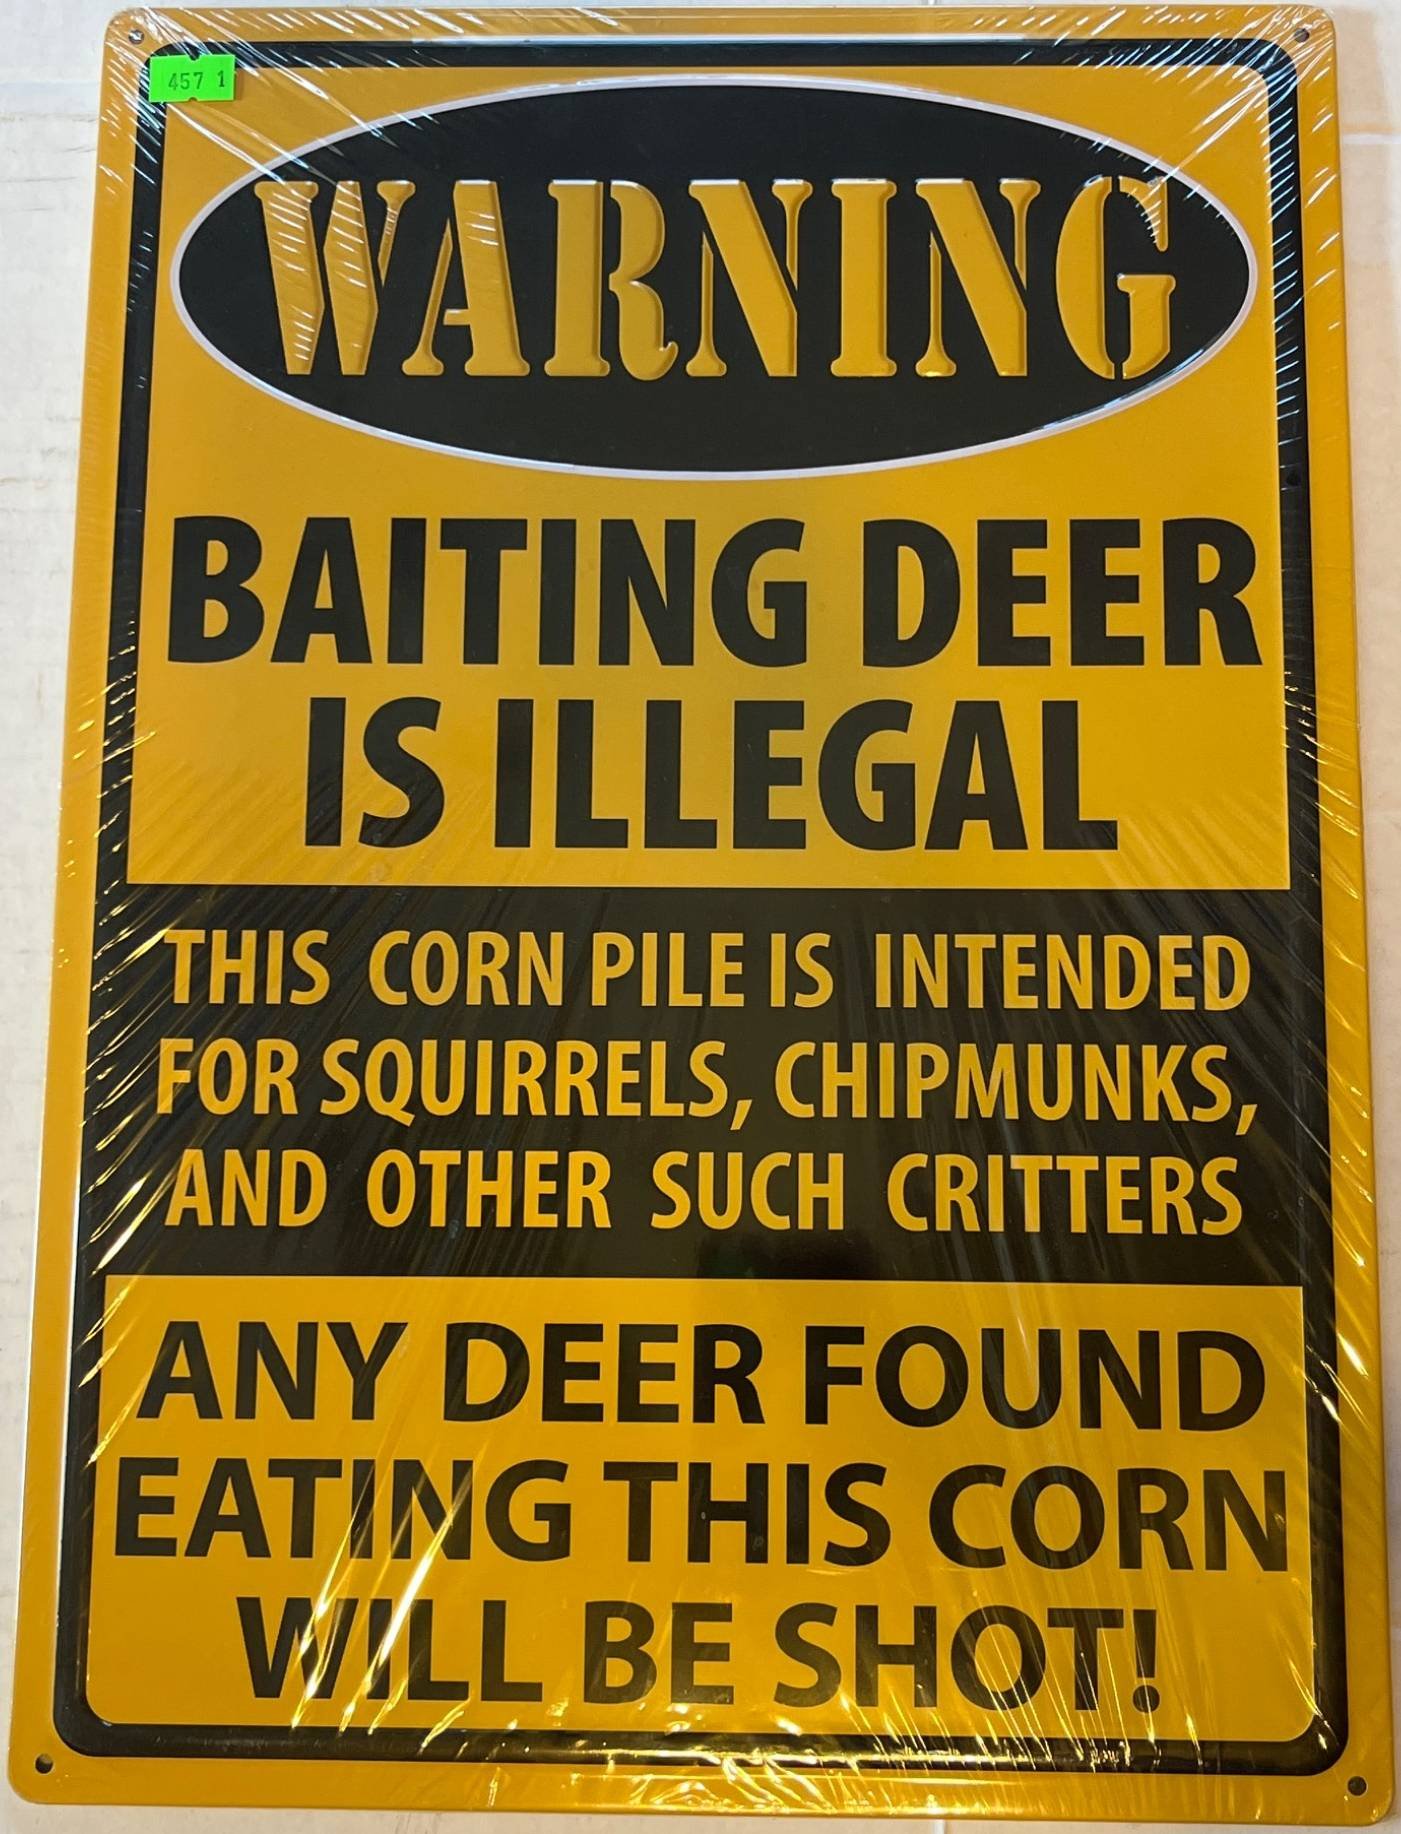 457 1
WARNING
BAITING DEER
IS ILLEGAL
THIS CORN PILE IS INTENDED
FOR SQUIRRELS, CHIPMUNKS,
AND OTHER SUCH CRITTERS
ANY DEER FOUND
EATING THIS CORN
WILL BE SHOT!